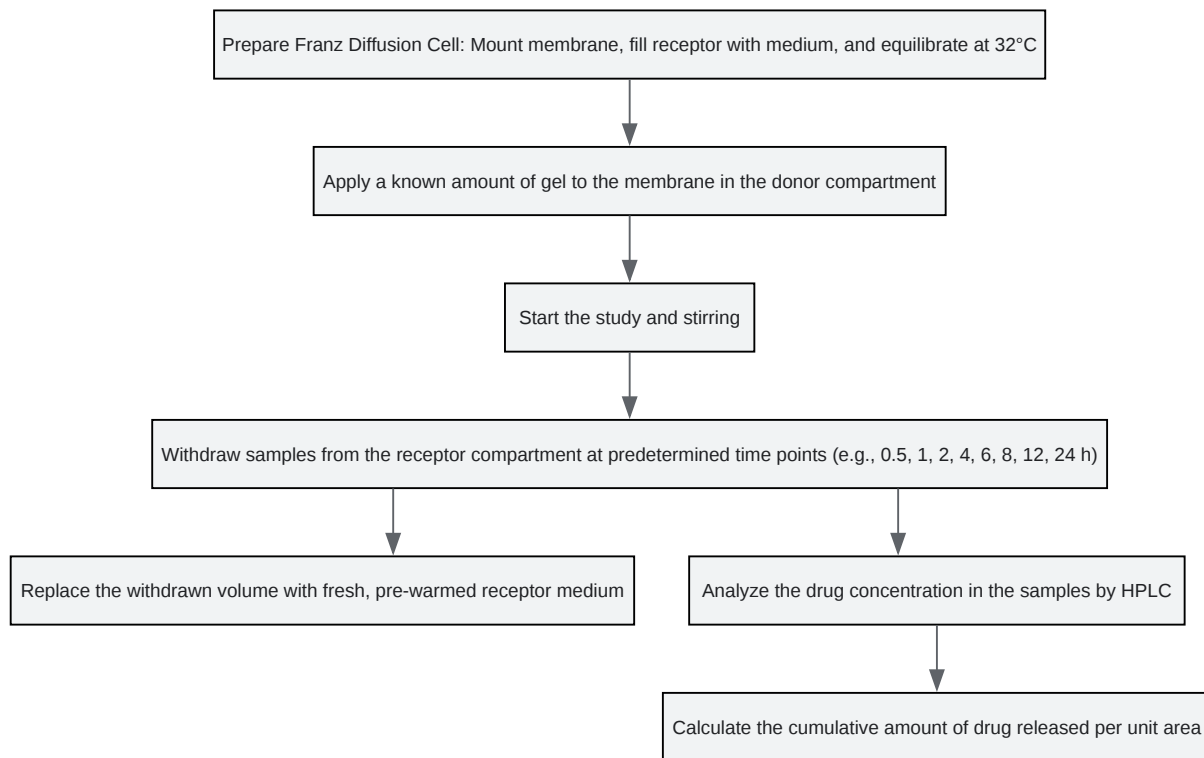 Prepare Franz Diffusion Cell: Mount membrane, fill receptor with medium, and equilibrate at 32°C
Apply a known amount of gel to the membrane in the donor compartment
Start the study and stirring
Withdraw samples from the receptor compartment at predetermined time points (e.g., 0.5, 1, 2, 4, 6, 8, 12, 24 h)
Replace the withdrawn volume with fresh, pre-warmed receptor medium
Analyze the drug concentration in the samples by HPLC
Calculate the cumulative amount of drug released per unit area